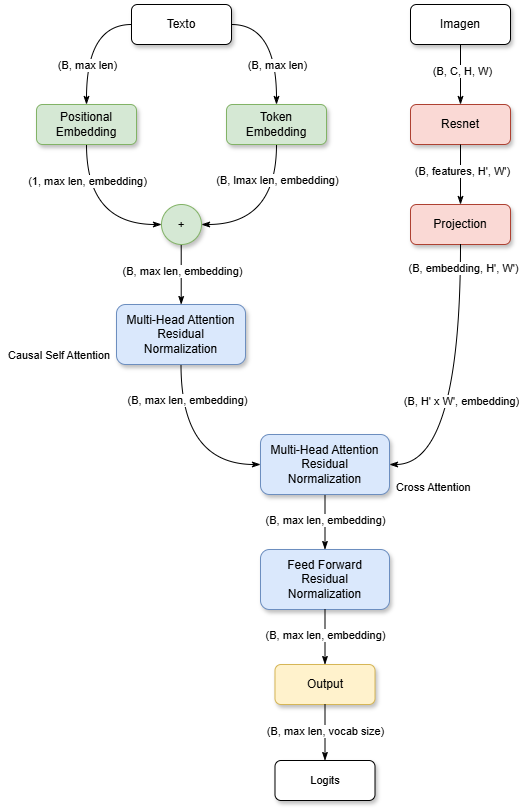 Texto
Imagen
(B, max len)
(B, max len)
(B, C, H, W)
Positional
Embedding
Token
Embedding
Resnet
(1, max len, embedding)
(B, lmax len, embedding)
(B, features, H', W')
+
Projection
(B, max len, embedding)
(B, embedding, H', W')
Multi-Head Attention
Residual
Normalization
Causal Self Attention
(B, max len, embedding)
(B, H' x W', embedding)
Multi-Head Attention
Residual
Normalization
Cross Attention
(B, max len, embedding)
Feed Forward
Residual
Normalization
(B, max len, embedding)
Output
(B, max len, vocab size)
Logits